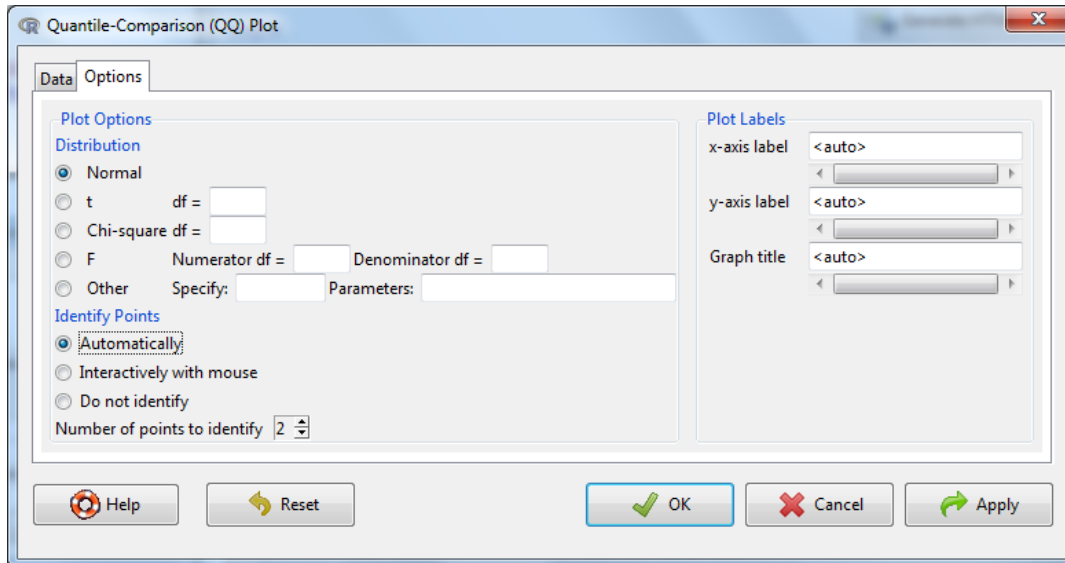 Quantile-Comparison (QQ) Plot
Data Options
Plot Options
Distribution
Normal
t df =
Chi-square df =
F Numerator df = Denominator df =
Other Specify: Parameters:
Identify Points
Automatically
Interactively with mouse
Do not identify
Number of points to identify 2
Plot Labels
x-axis label <auto>
y-axis label <auto>
Graph title <auto>
Help Reset OK Cancel Apply